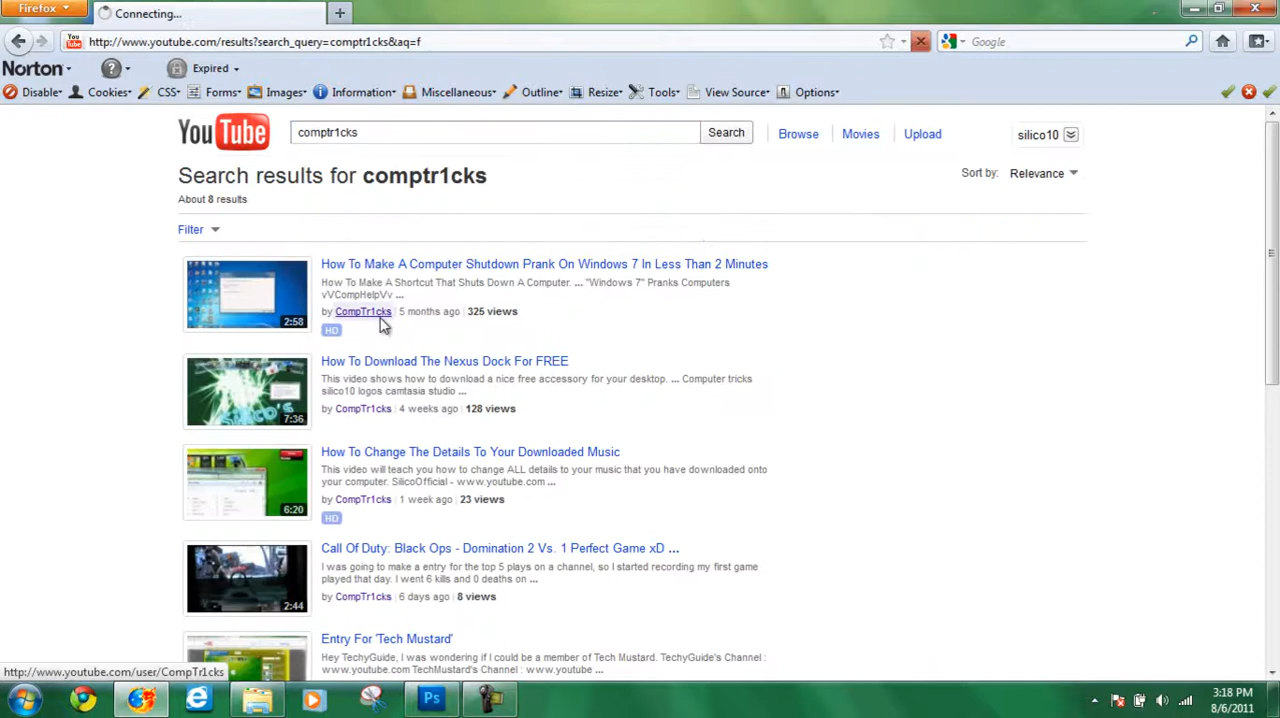 Firefox
Connecting...
http://www.youtube.com/results?search_query=comptr1cks&aq=f
Google
Norton
Expired
Disable
Cookies
CSS
Forms
Images
Information
Miscellaneous
Outline
Resize
Tools
View Source
Options
YouTube
comptr1cks
Search
Browse
Movies
Upload
silico10
Search results for comptr1cks
Sort by: Relevance
About 8 results
Filter
How To Make A Computer Shutdown Prank On Windows 7 In Less Than 2 Minutes
How To Make A Shortcut That Shuts Down A Computer. ... "Windows 7" Pranks Computers
vVCompHelpVv ...
by CompTr1cks 5 months ago 325 views
2:58
HD
How To Download The Nexus Dock For FREE
This video shows how to download a nice free accessory for your desktop. ... Computer tricks
silico10 logos camtasia studio ...
by CompTr1cks 4 weeks ago 128 views
7:36
How To Change The Details To Your Downloaded Music
This video will teach you how to change ALL details to your music that you have downloaded onto
your computer. SilicoOfficial - www.youtube.com ...
by CompTr1cks 1 week ago 23 views
6:20
HD
Call Of Duty: Black Ops - Domination 2 Vs. 1 Perfect Game xD ...
I was going to make a entry for the top 5 plays on a channel, so I started recording my first game
played that day. I went 6 kills and 0 deaths on ...
by CompTr1cks 6 days ago 8 views
2:44
Entry For 'Tech Mustard'
Hey TechyGuide, I was wondering if I could be a member of Tech Mustard. TechyGuide's Channel :
www.youtube.com TechMustard's Channel : www.youtube ...
http://www.youtube.com/user/CompTr1cks
Ps
3:18 PM
8/6/2011